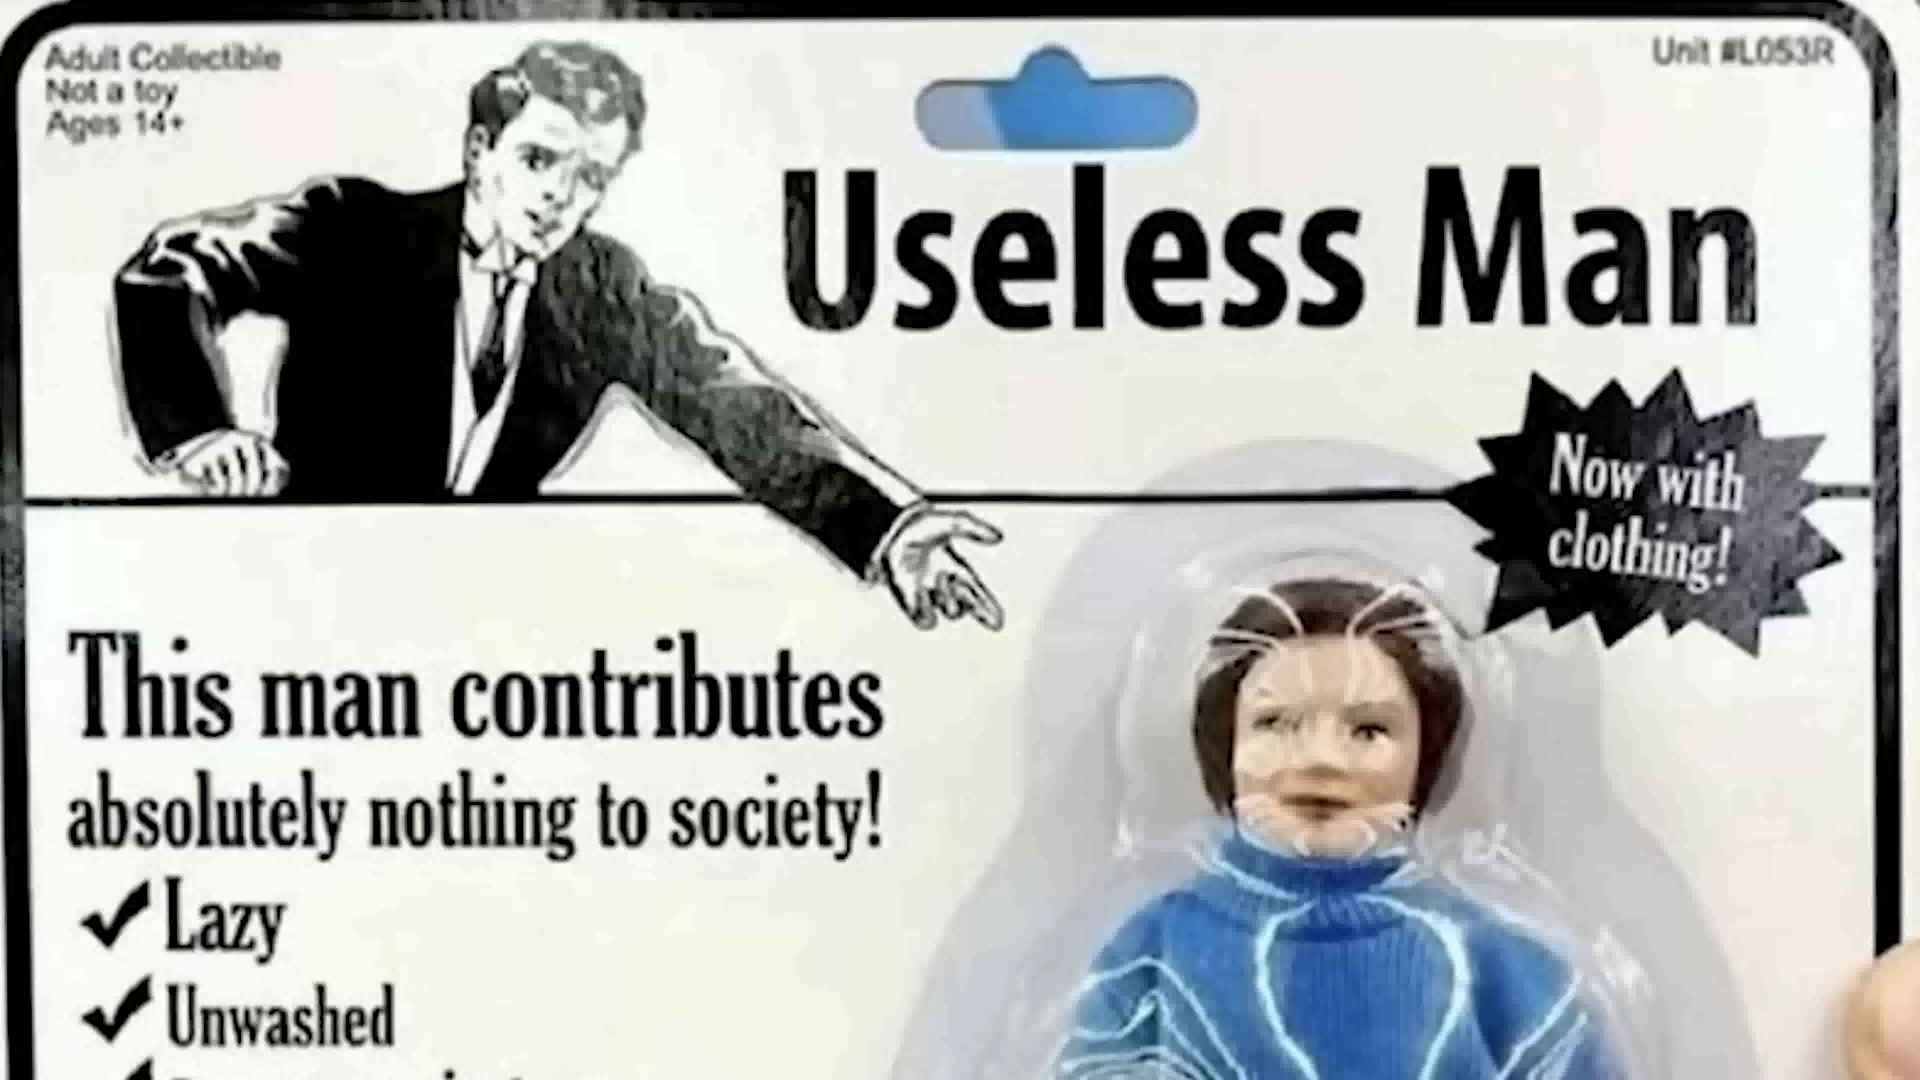 Adult Collectible
Not a toy
Ages 14+
Unit #L053R
Useless Man
Now with
clothing!
This man contributes
absolutely nothing to society!
Lazy
Unwashed